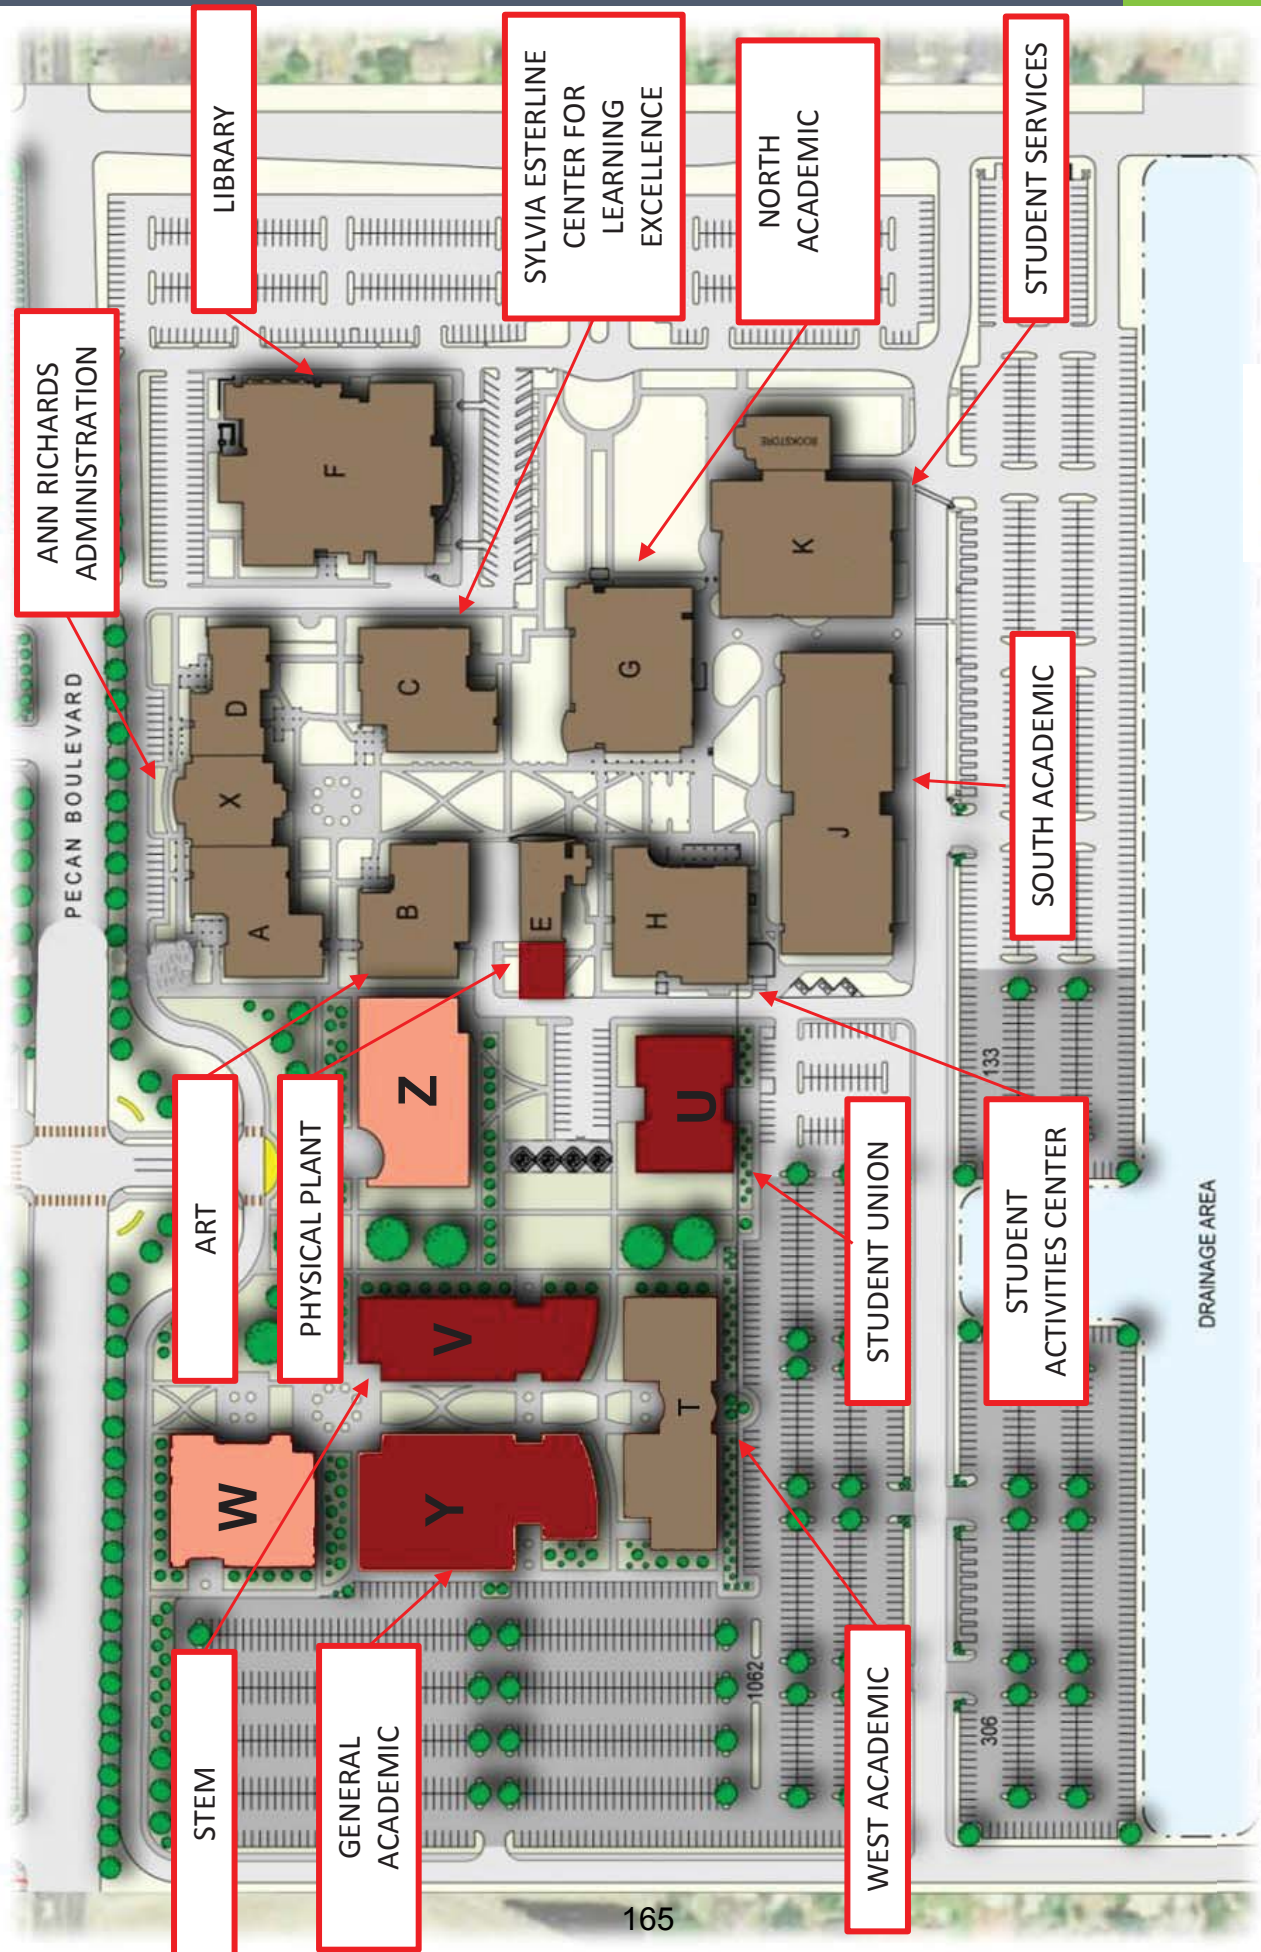 ANN RICHARDS
ADMINISTRATION
LIBRARY
SYLVIA ESTERLINE
CENTER FOR
LEARNING
EXCELLENCE
NORTH
ACADEMIC
STUDENT SERVICES
PECAN BOULEVARD
F
D
X
A
C
B
G
E
H
K
BOOKSTORE
J
SOUTH ACADEMIC
ART
PHYSICAL PLANT
Z
U
133
STUDENT UNION
STUDENT
ACTIVITIES CENTER
DRAINAGE AREA
W
V
Y
T
STEM
GENERAL
ACADEMIC
1062
WEST ACADEMIC
306
165